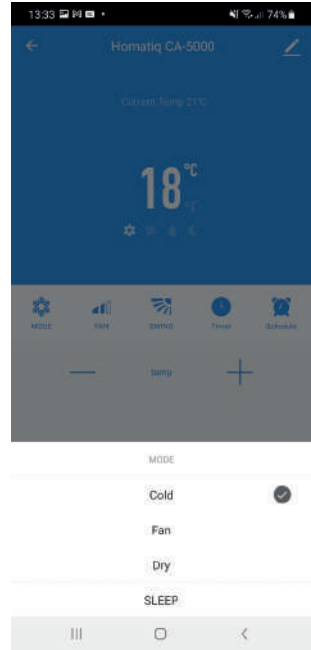 13:33 74%
Homatiq CA-5000
Current Temp 21°C
18 °C
°F
MODE FAN SWING Timer Schedule
temp
MODE
Cold
Fan
Dry
SLEEP